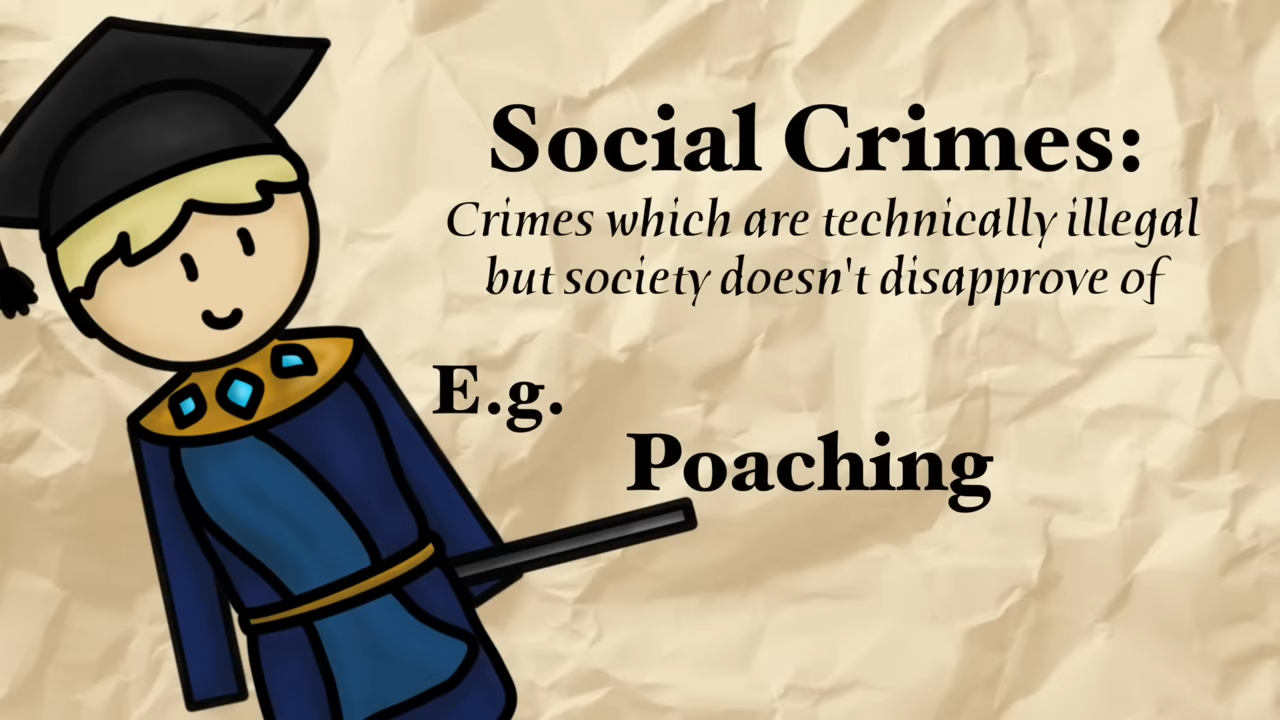 Social Crimes:
Crimes which are technically illegal
but society doesn't disapprove of
E.g.
Poaching